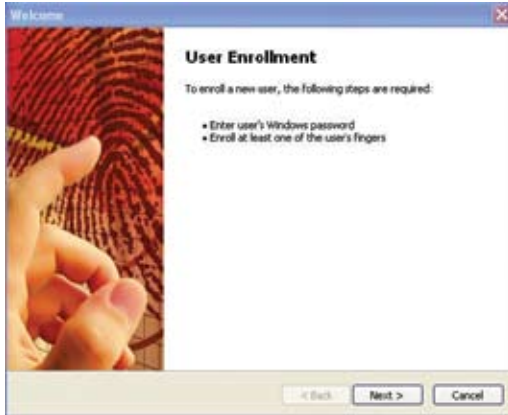 Welcome
User Enrollment
To enroll a new user, the following steps are required:
• Enter user's Windows password
• Enroll at least one of the user's fingers
< Back Next > Cancel